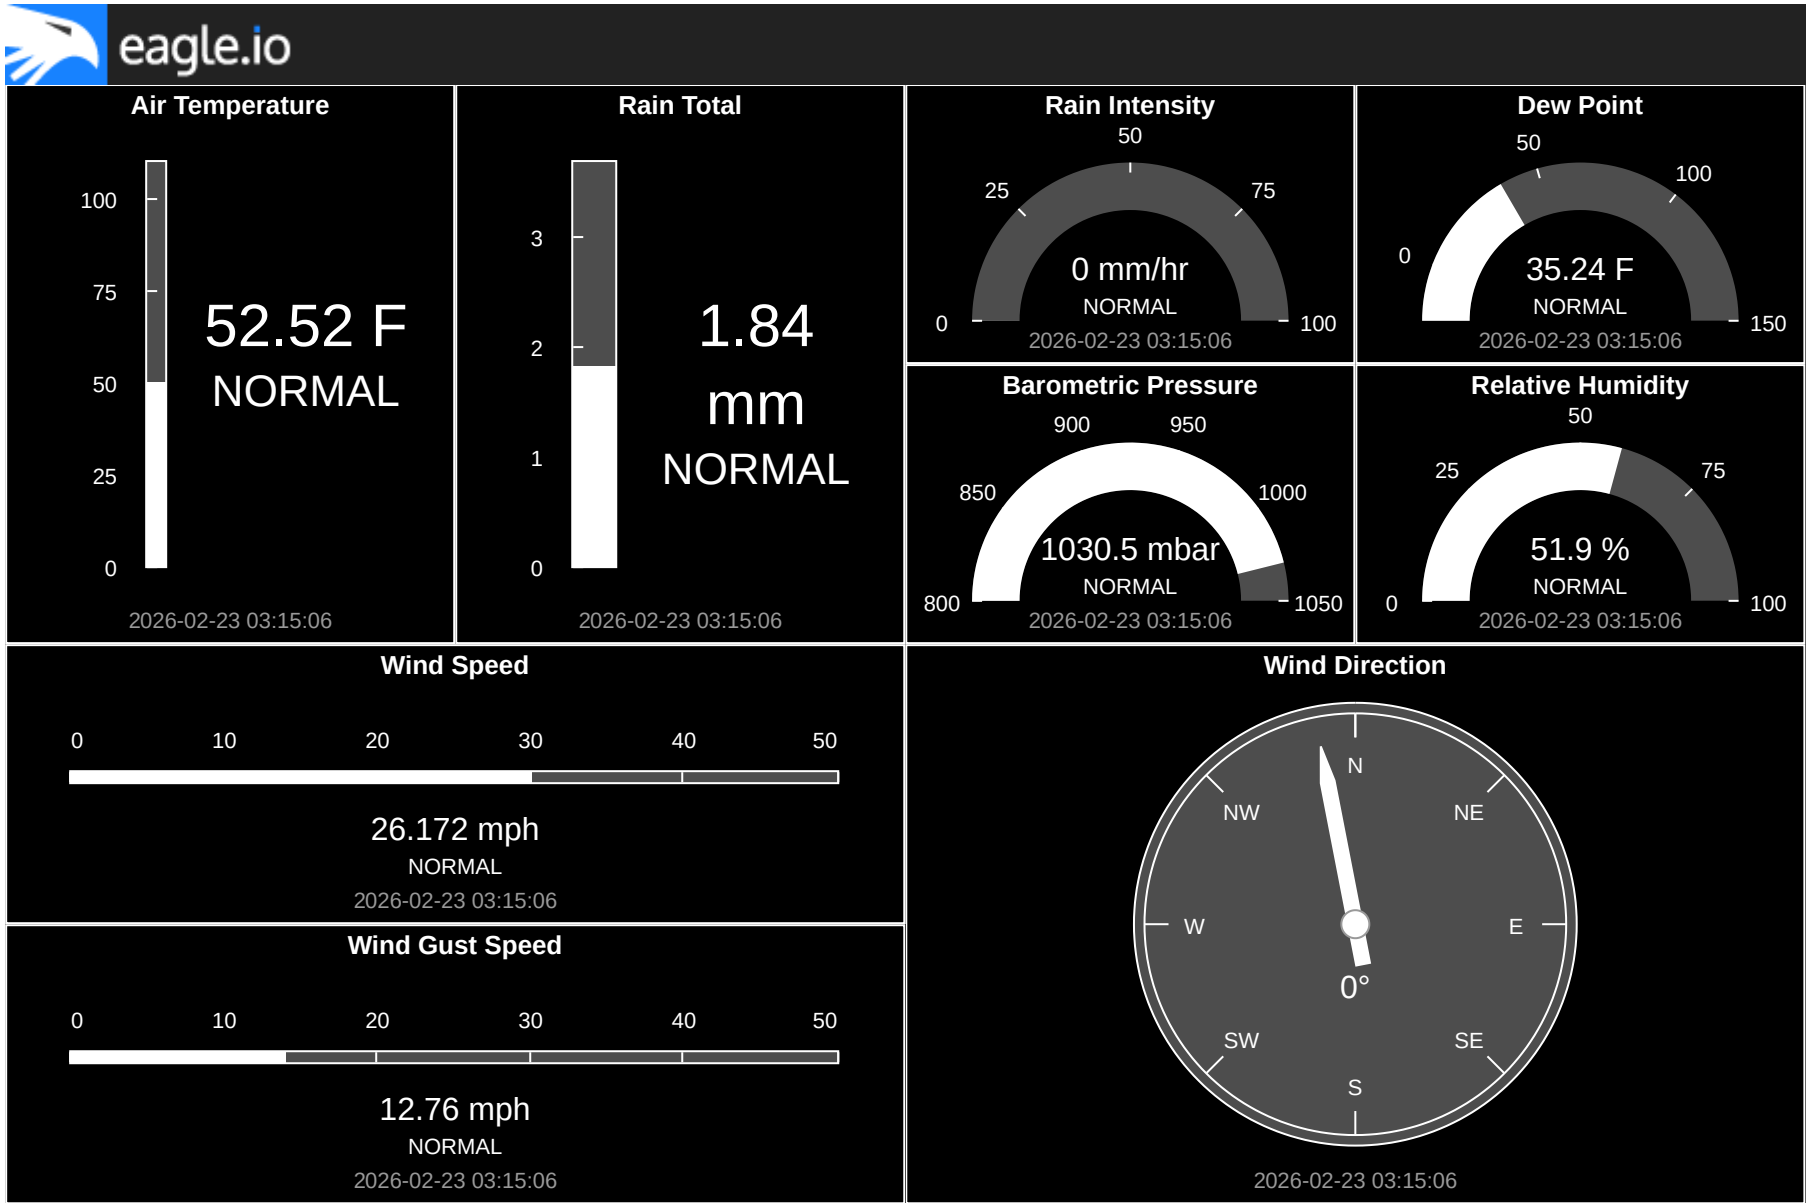 eagle.io
Air Temperature
100
75
50
25
0
52.52 F
NORMAL
2026-02-23 03:15:06
Rain Total
3
2
1
0
1.84
mm
NORMAL
2026-02-23 03:15:06
Rain Intensity
0
25
50
75
100
0 mm/hr
NORMAL
2026-02-23 03:15:06
Dew Point
0
50
100
150
35.24 F
NORMAL
2026-02-23 03:15:06
Barometric Pressure
800
850
900
950
1000
1050
1030.5 mbar
NORMAL
2026-02-23 03:15:06
Relative Humidity
0
25
50
75
100
51.9 %
NORMAL
2026-02-23 03:15:06
Wind Speed
0 10 20 30 40 50
26.172 mph
NORMAL
2026-02-23 03:15:06
Wind Gust Speed
0 10 20 30 40 50
12.76 mph
NORMAL
2026-02-23 03:15:06
Wind Direction
N
NW NE
W E
0°
SW SE
S
2026-02-23 03:15:06